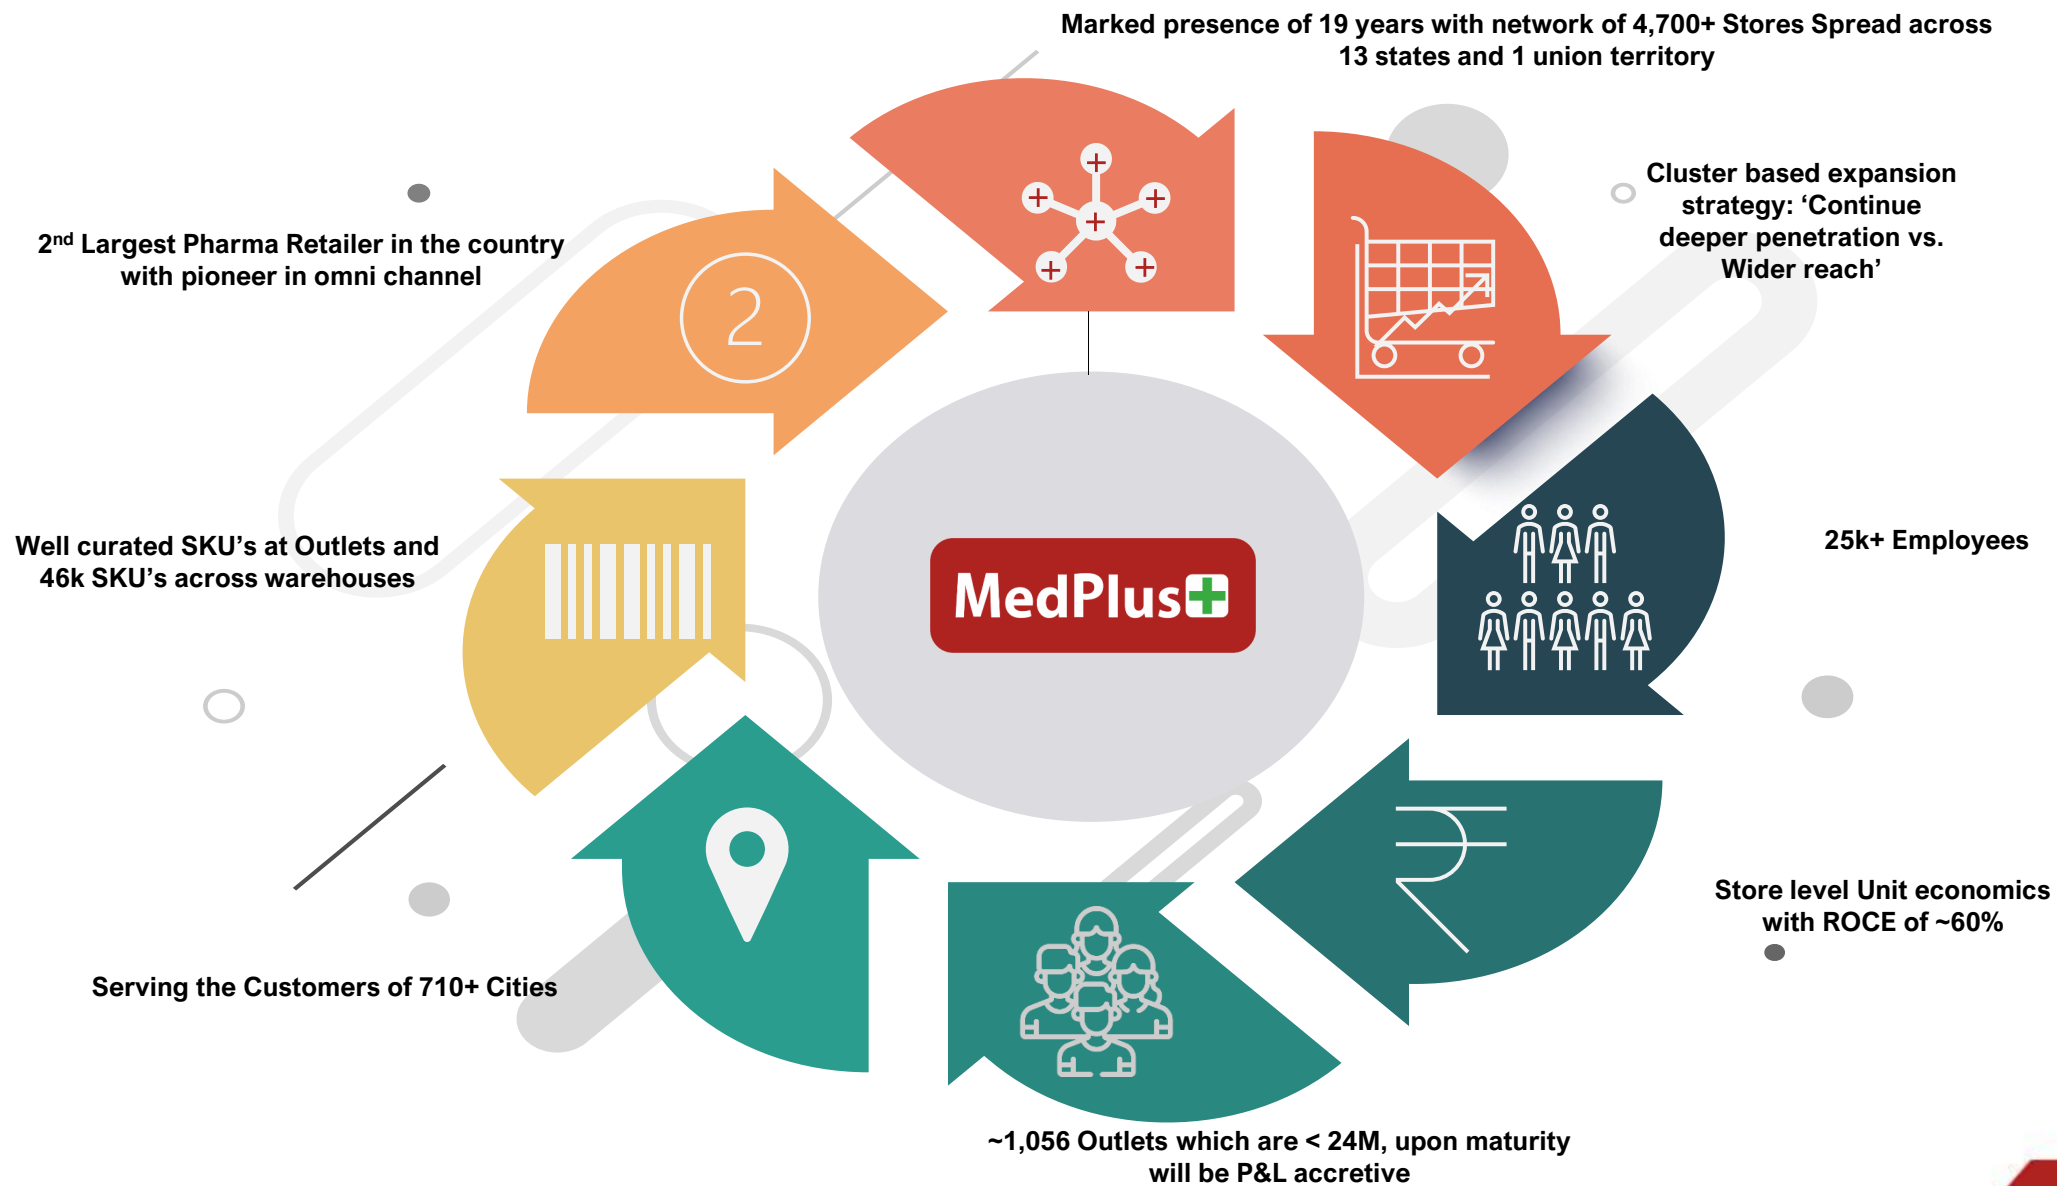 Marked presence of 19 years with network of 4,700+ Stores Spread across
13 states and 1 union territory
Cluster based expansion
strategy: ‘Continue
deeper penetration vs.
Wider reach’
2nd Largest Pharma Retailer in the country
with pioneer in omni channel
2
25k+ Employees
Well curated SKU’s at Outlets and
46k SKU’s across warehouses
MedPlus
Store level Unit economics
with ROCE of ~60%
Serving the Customers of 710+ Cities
~1,056 Outlets which are < 24M, upon maturity
will be P&L accretive